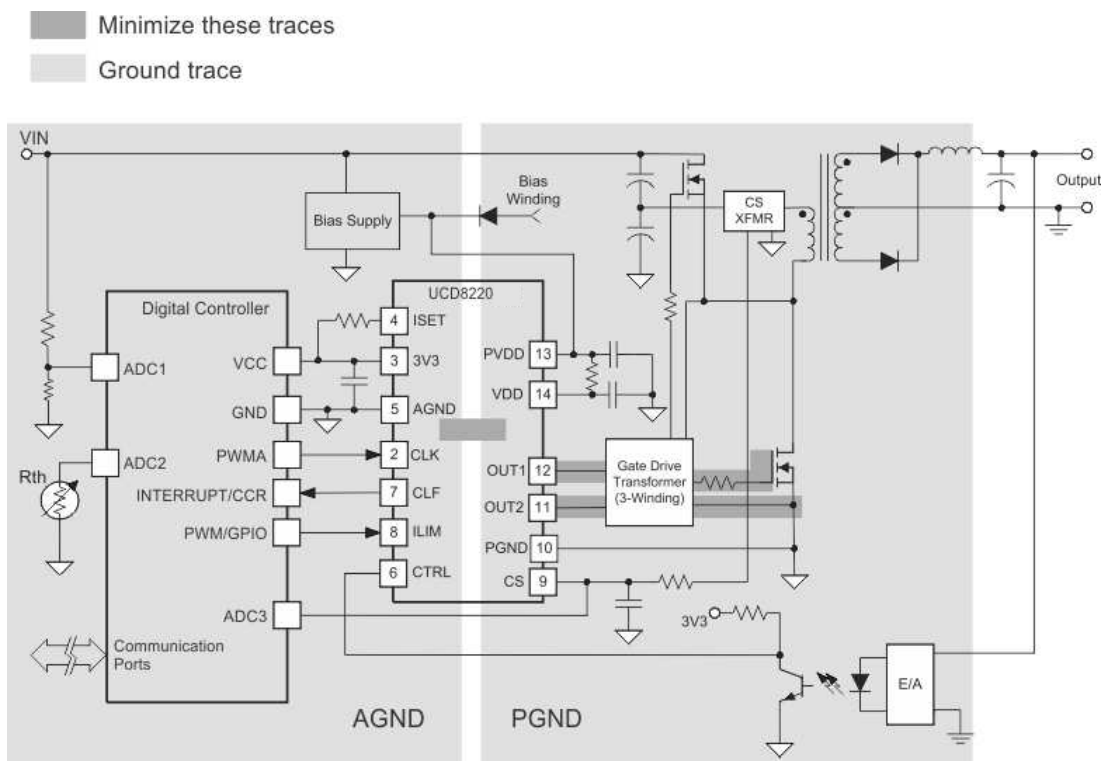 Minimize these traces
Ground trace
VIN
Bias Supply
Bias
Winding
CS
XFMR
Output
Digital Controller
UCD8220
ADC1
VCC
GND
ADC2
PWMA
INTERRUPT/CCR
PWM/GPIO
ADC3
Rth
Communication
Ports
4 ISET
3 3V3
5 AGND
2 CLK
7 CLF
8 ILIM
6 CTRL
PVDD 13
VDD 14
OUT1 12
OUT2 11
PGND 10
CS 9
Gate Drive
Transformer
(3-Winding)
3V3
E/A
AGND
PGND